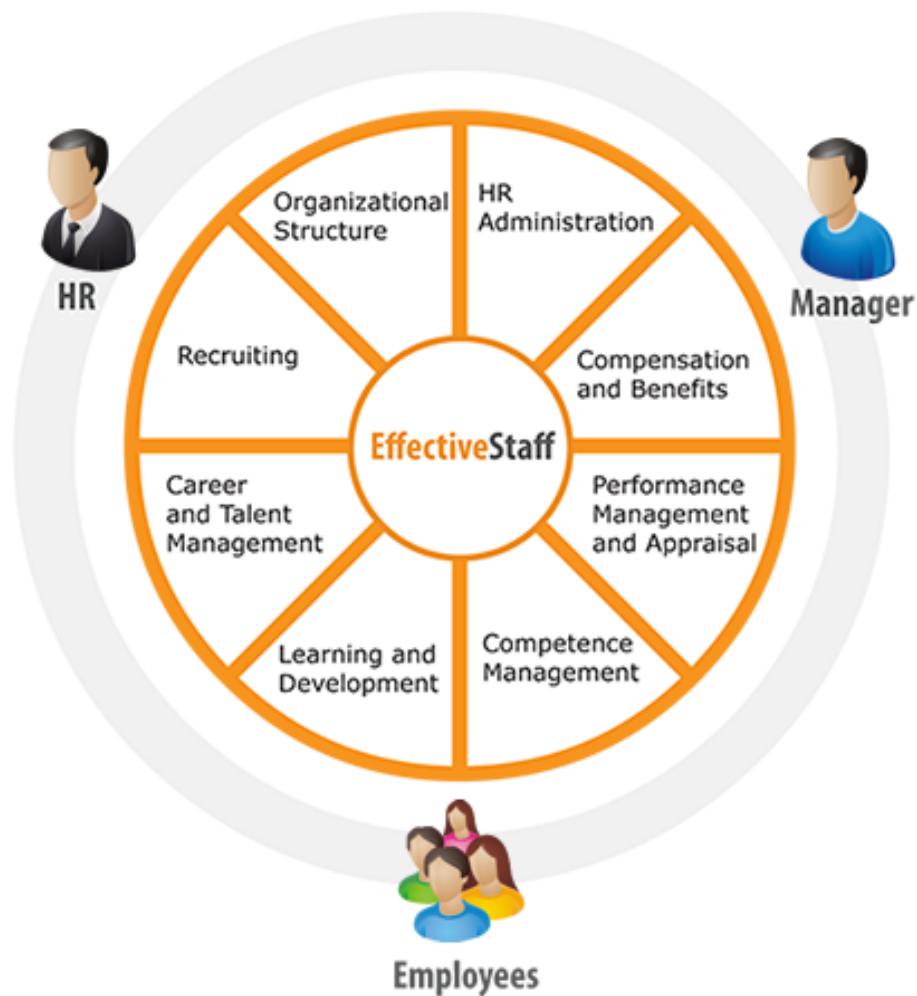 Organizational
Structure
HR
Administration
HR
Manager
Recruiting
Compensation
and Benefits
EffectiveStaff
Career
and Talent
Management
Performance
Management
and Appraisal
Learning and
Development
Competence
Management
Employees